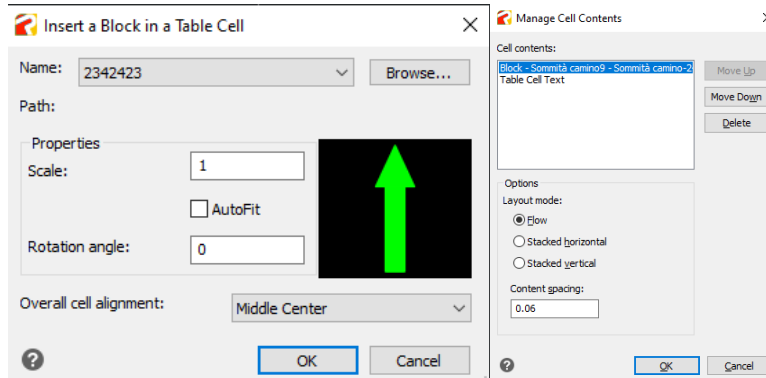 Insert a Block in a Table Cell
Name:
2342423
Browse...
Path:
Properties
Scale:
1
AutoFit
Rotation angle:
0
Overall cell alignment:
Middle Center
OK
Cancel
Manage Cell Contents
Cell contents:
Block - Sommità camino9 - Sommità camino-2
Table Cell Text
Move Up
Move Down
Delete
Options
Layout mode:
Flow
Stacked horizontal
Stacked vertical
Content spacing:
0.06
OK
Cancel